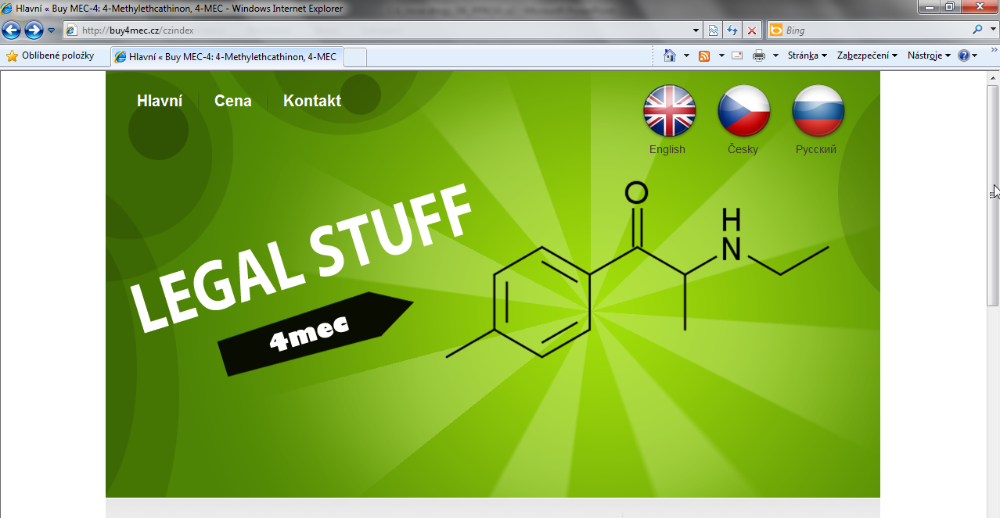 Hlavní « Buy MEC-4: 4-Methylethcathinon, 4-MEC - Windows Internet Explorer
http://buy4mec.cz/czindex
Bing
Oblíbené položky
Hlavní « Buy MEC-4: 4-Methylethcathinon, 4-MEC
Stránka
Zabezpečení
Nástroje
Hlavní
Cena
Kontakt
English
Česky
Русский
LEGAL STUFF
4mec
O
H
N